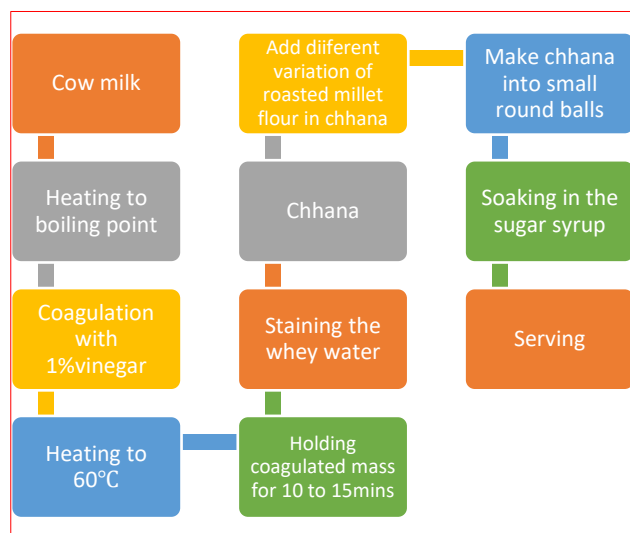 Cow milk
Heating to
boiling point
Coagulation
with
1%vinegar
Heating to
60℃
Holding
coagulated mass
for 10 to 15mins
Staining the
whey water
Chhana
Add diifferent
variation of
roasted millet
flour in chhana
Make chhana
into small
round balls
Soaking in the
sugar syrup
Serving